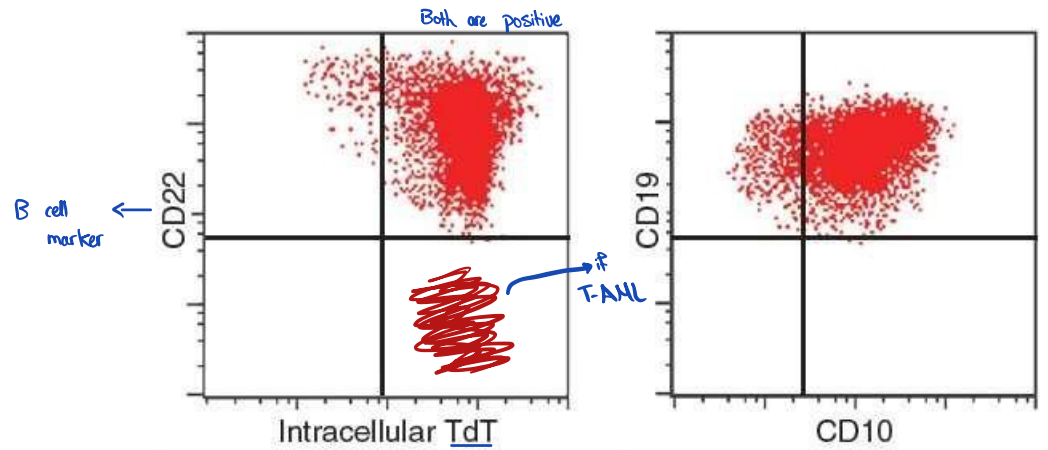 Both are positive
CD22
B cell
marker
Intracellular TdT
if
T-AML
CD19
CD10